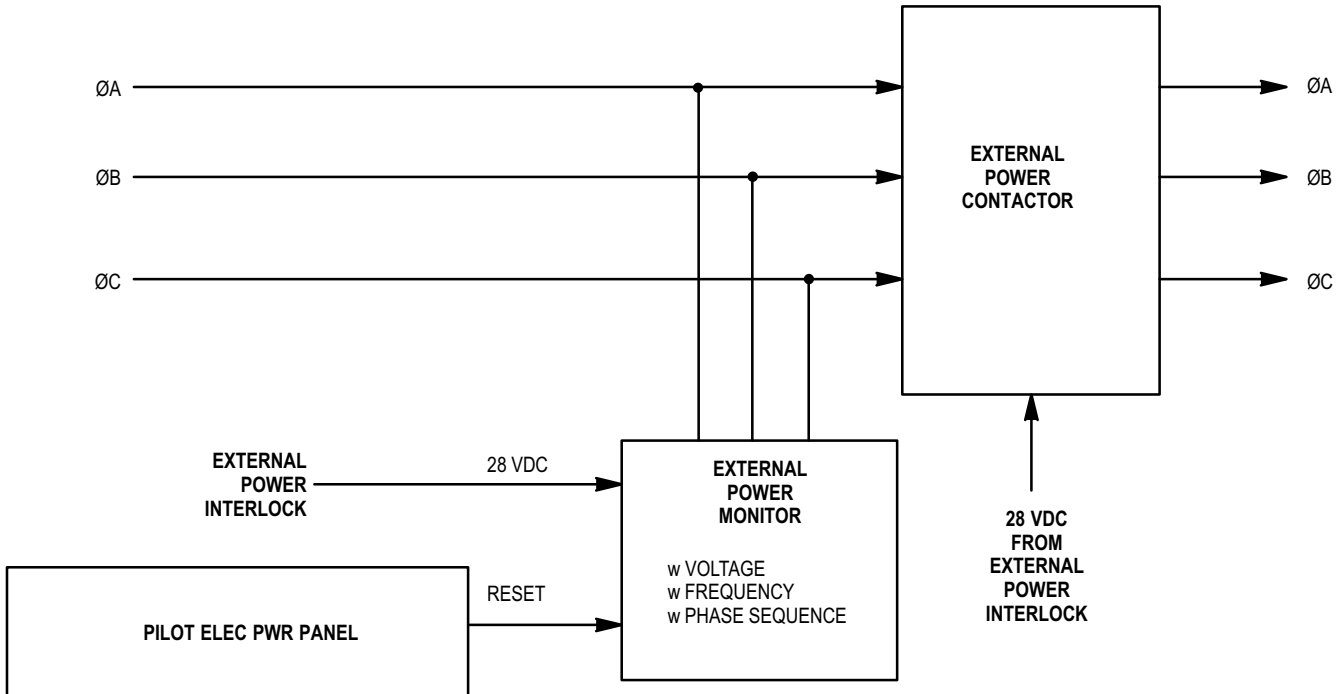 ØA
ØA
ØB
ØB
ØC
ØC
EXTERNAL
POWER
CONTACTOR
EXTERNAL
POWER
INTERLOCK
28 VDC
EXTERNAL
POWER
MONITOR
w VOLTAGE
w FREQUENCY
w PHASE SEQUENCE
28 VDC
FROM
EXTERNAL
POWER
INTERLOCK
RESET
PILOT ELEC PWR PANEL